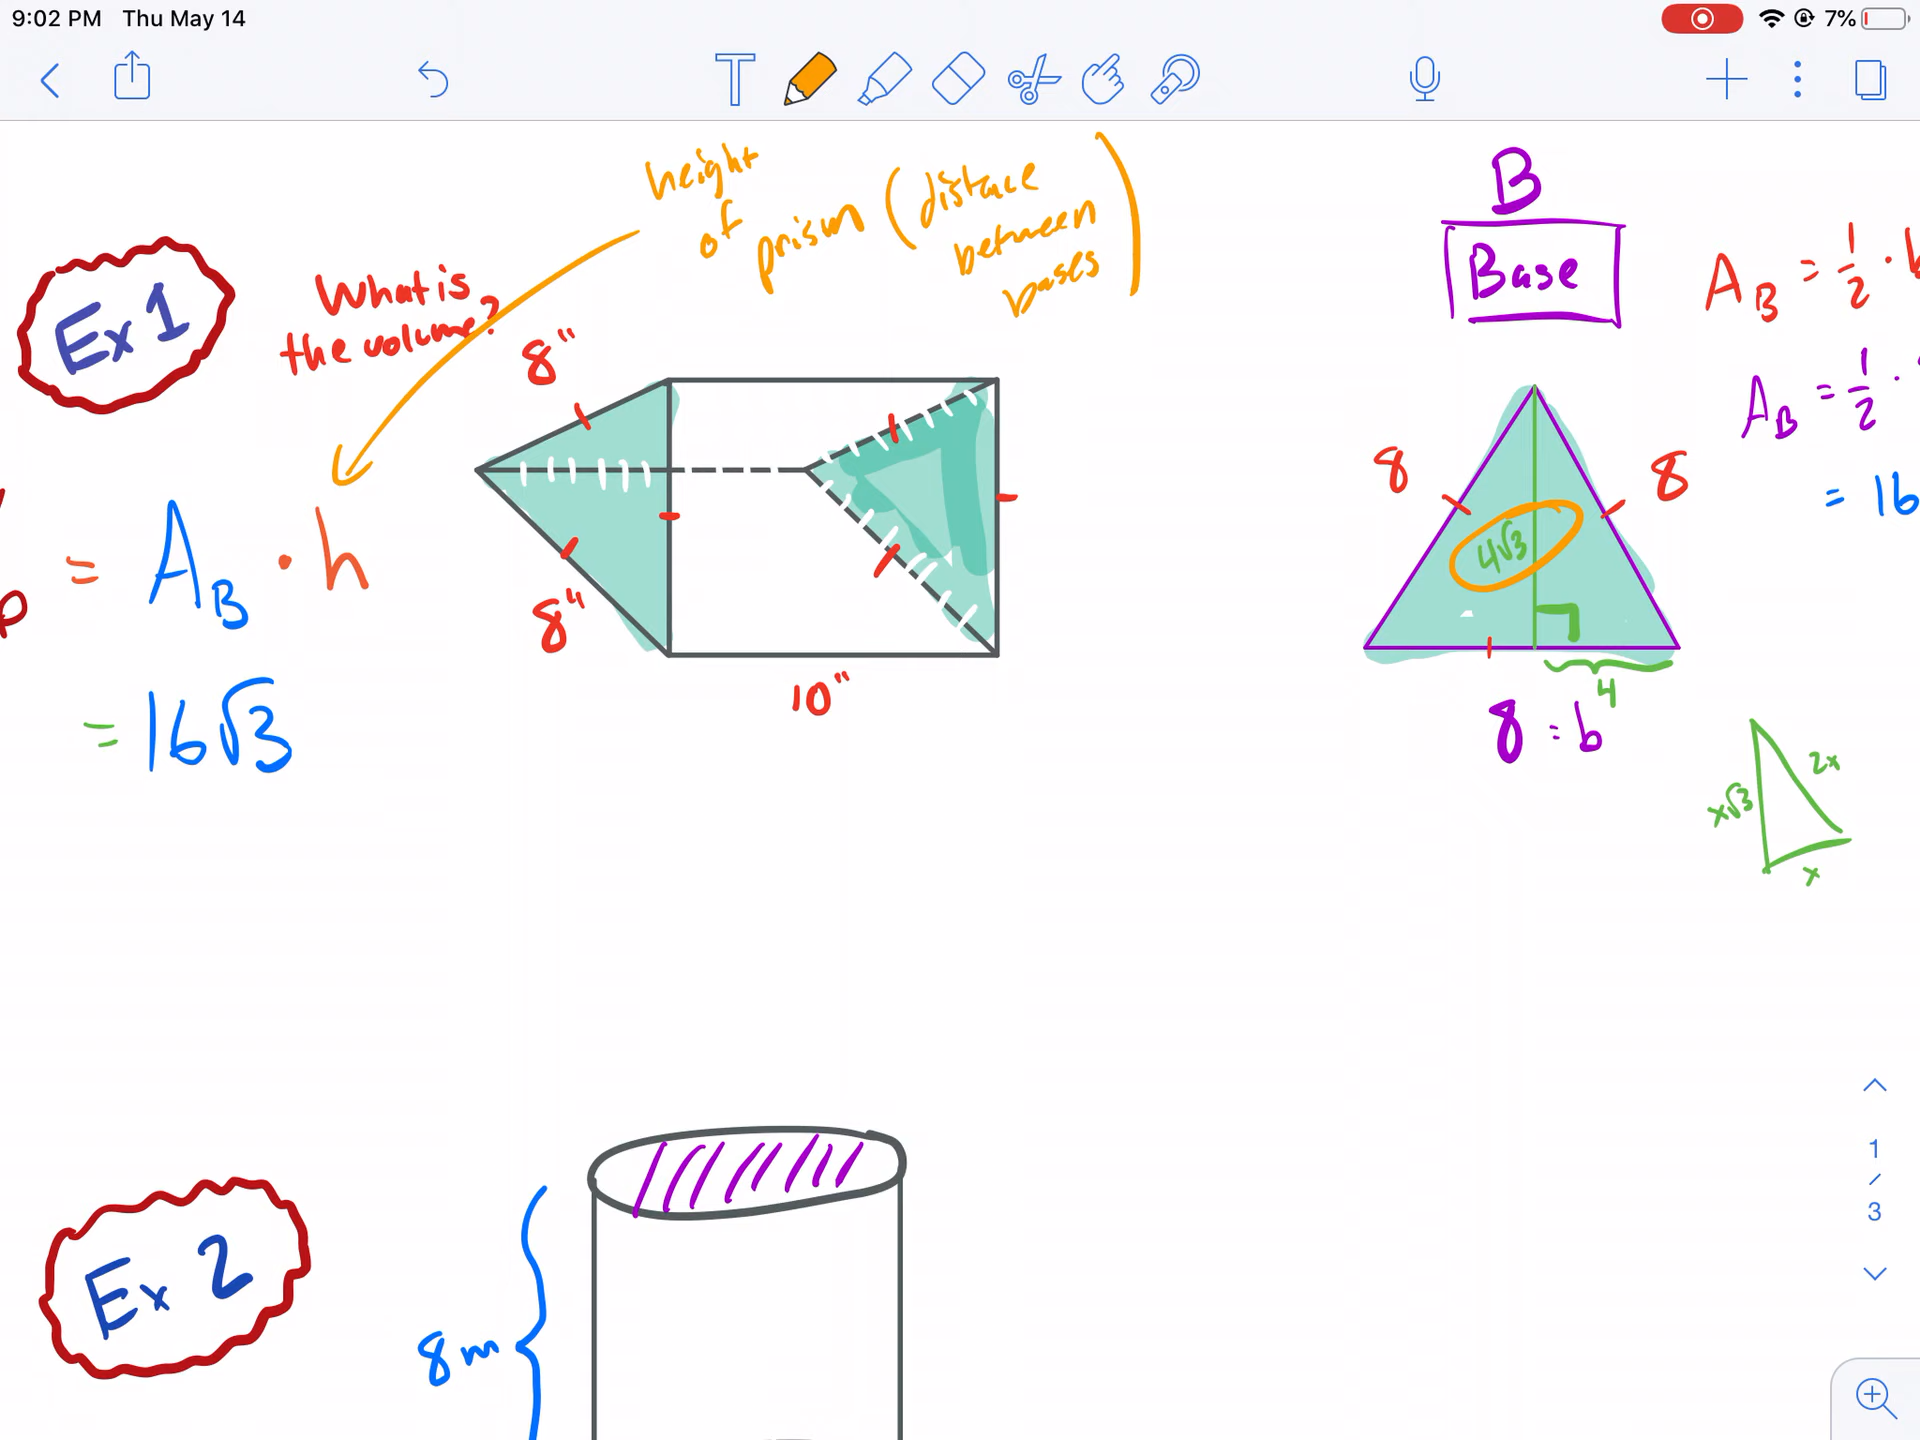 9:02 PM Thu May 14
7%
T
height
of prism (distance
between
bases)
B
Base
Ex 1
What is
the volume?
8"
8"
10"
= A_B · h
= 16√3
A_B = 1/2 ·
A_B = 1/2 ·
= 16
8
8
4√3
4
8 = b
2x
x√3
x
1
/
3
Ex 2
8m